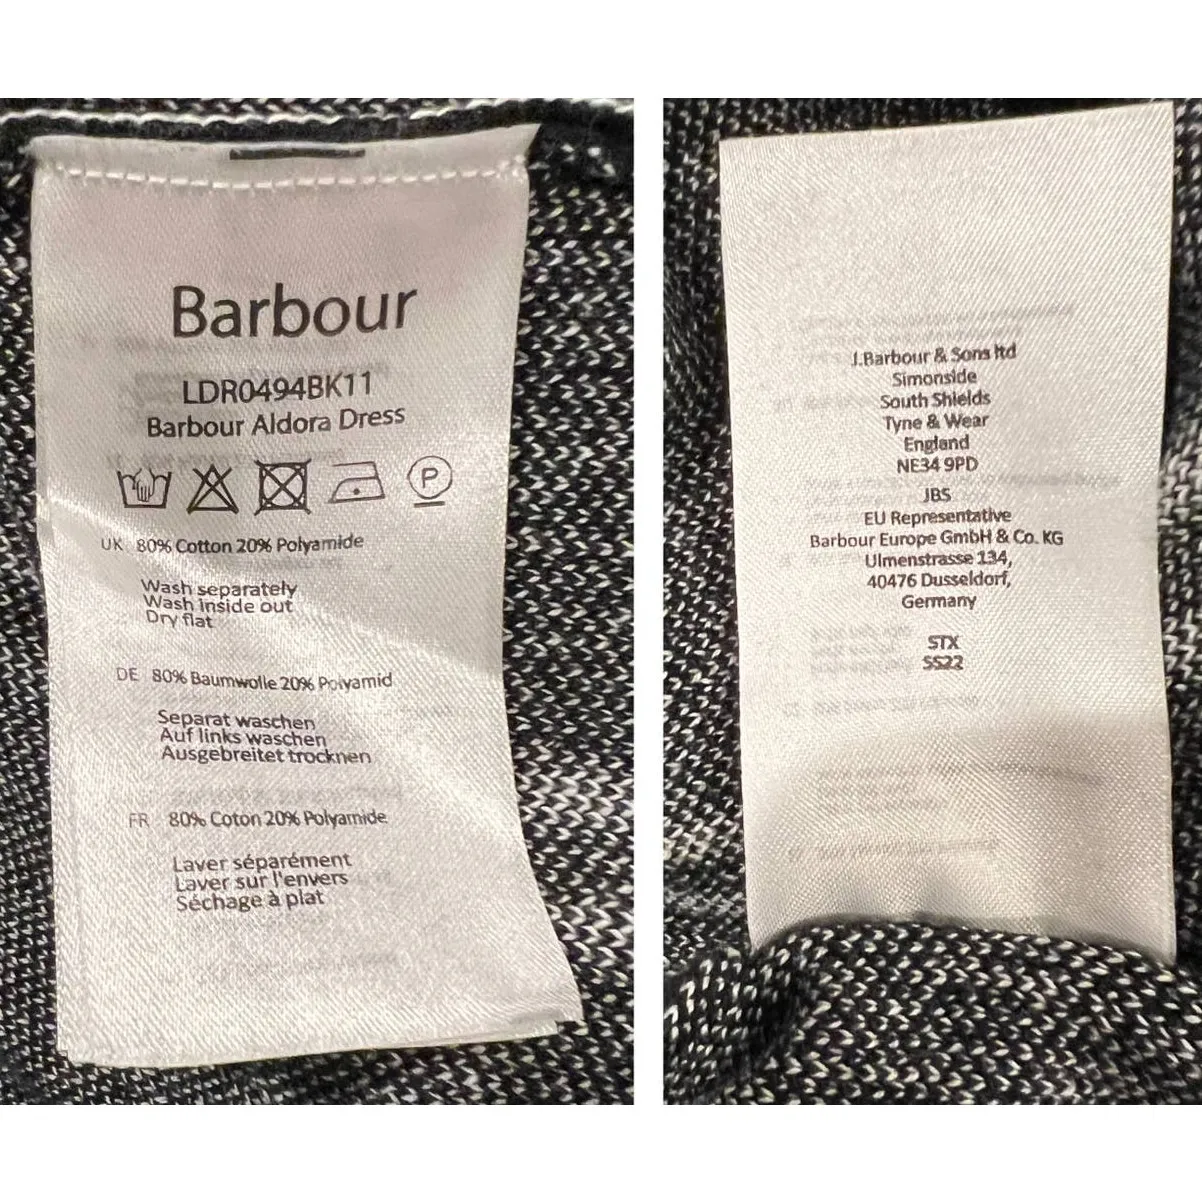 Barbour
LDR0494BK11
Barbour Aldora Dress
P
UK 80% Cotton 20% Polyamide
Wash separately
Wash inside out
Dry flat
DE 80% Baumwolle 20% Polyamid
Separat waschen
Auf links waschen
Ausgebreitet trocknen
FR 80% Coton 20% Polyamide
Laver séparément
Laver sur l'envers
Séchage à plat
J.Barbour & Sons ltd
Simonside
South Shields
Tyne & Wear
England
NE34 9PD
JBS
EU Representative
Barbour Europe GmbH & Co. KG
Ulmenstrasse 134,
40476 Dusseldorf,
Germany
STX
SS22